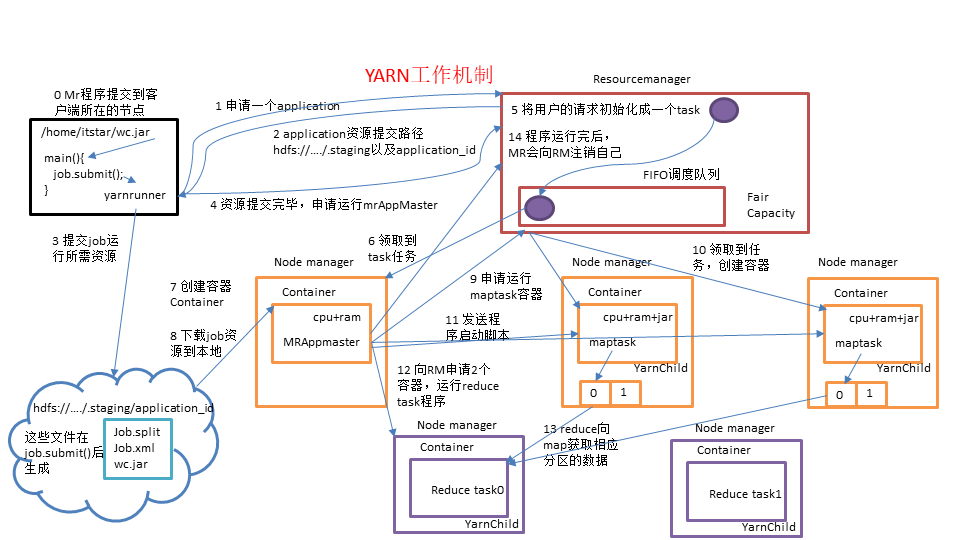 YARN工作机制
0 Mr程序提交到客
户端所在的节点
/home/itstar/wc.jar
main(){
job.submit();
}
yarnrunner
1 申请一个application
2 application资源提交路径
hdfs://..../.staging以及application_id
4 资源提交完毕，申请运行mrAppMaster
3 提交job运
行所需资源
Resourcemanager
5 将用户的请求初始化成一个task
14 程序运行完后，
MR会向RM注销自己
FIFO调度队列
Fair
Capacity
6 领取到
task任务
7 创建容器
Container
8 下载job资
源到本地
Node manager
Container
cpu+ram
MRAppmaster
9 申请运行
maptask容器
10 领取到任
务，创建容器
11 发送程
序启动脚本
Node manager
Container
cpu+ram+jar
maptask
YarnChild
0
1
Node manager
Container
cpu+ram+jar
maptask
YarnChild
0
1
12 向RM申请2个
容器，运行reduce
task程序
13 reduce向
map获取相应
分区的数据
hdfs://..../.staging/application_id
这些文件在
job.submit()后
生成
Job.split
Job.xml
wc.jar
Node manager
Container
Reduce task0
YarnChild
Node manager
Container
Reduce task1
YarnChild